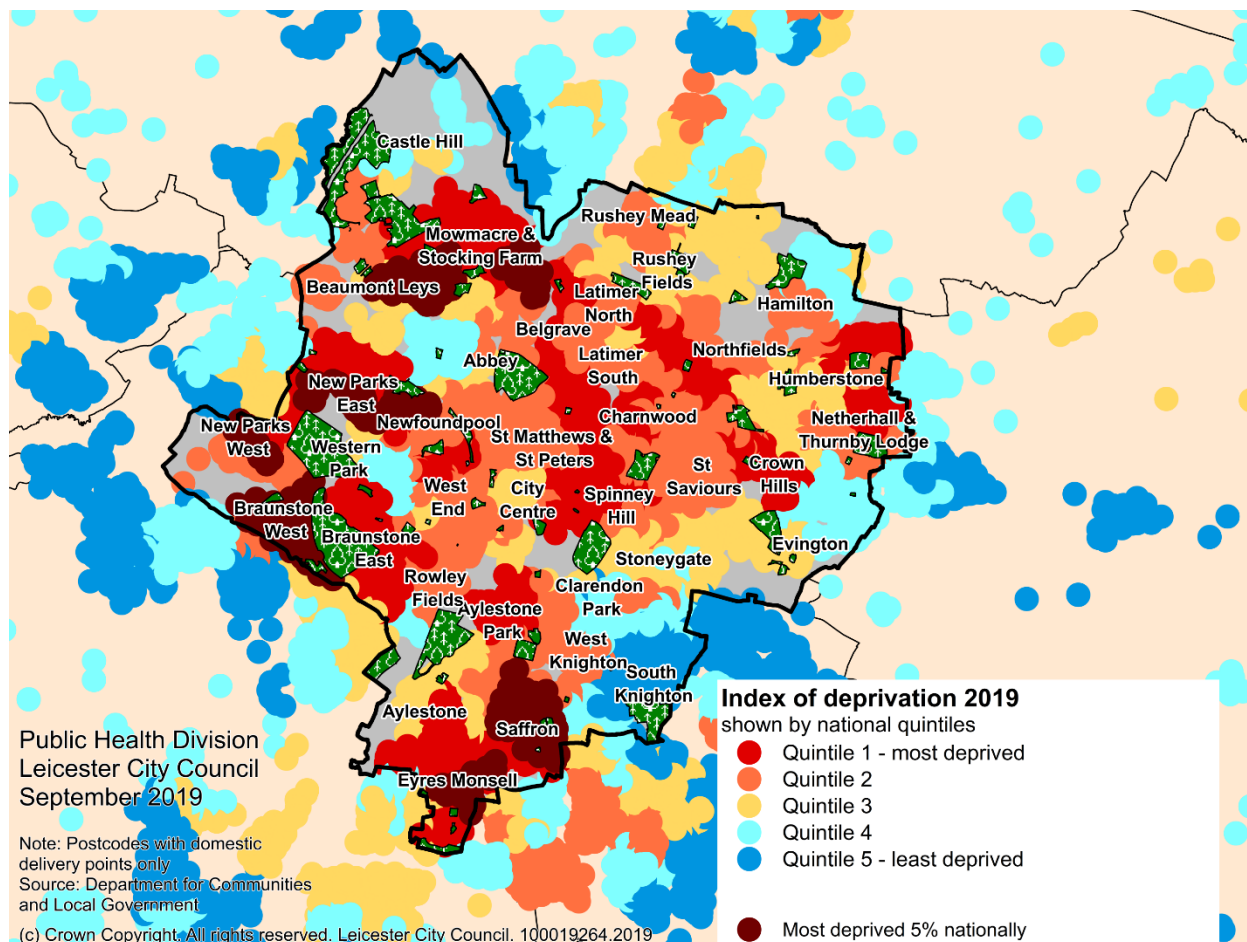 Castle Hill
Rushey Mead
Mowmacre &
Stocking Farm
Rushey
Fields
Beaumont Leys
Latimer
North
Hamilton
Belgrave
Abbey
Latimer
South
Northfields
Humberstone
New Parks
East
Newfoundpool
Charnwood
Netherhall &
Thurnby Lodge
New Parks
West
Western
Park
St Matthews &
St Peters
St
Saviours
Crown
Hills
West
End
City
Centre
Spinney
Hill
Braunstone
West
Braunstone
East
Evington
Stoneygate
Rowley
Fields
Clarendon
Park
Aylestone
Park
West
Knighton
South
Knighton
Aylestone
Saffron
Eyres Monsell
Public Health Division
Leicester City Council
September 2019
Note: Postcodes with domestic
delivery points only
Source: Department for Communities
and Local Government
(c) Crown Copyright. All rights reserved. Leicester City Council. 100019264.2019
Index of deprivation 2019
shown by national quintiles
Quintile 1 - most deprived
Quintile 2
Quintile 3
Quintile 4
Quintile 5 - least deprived
Most deprived 5% nationally